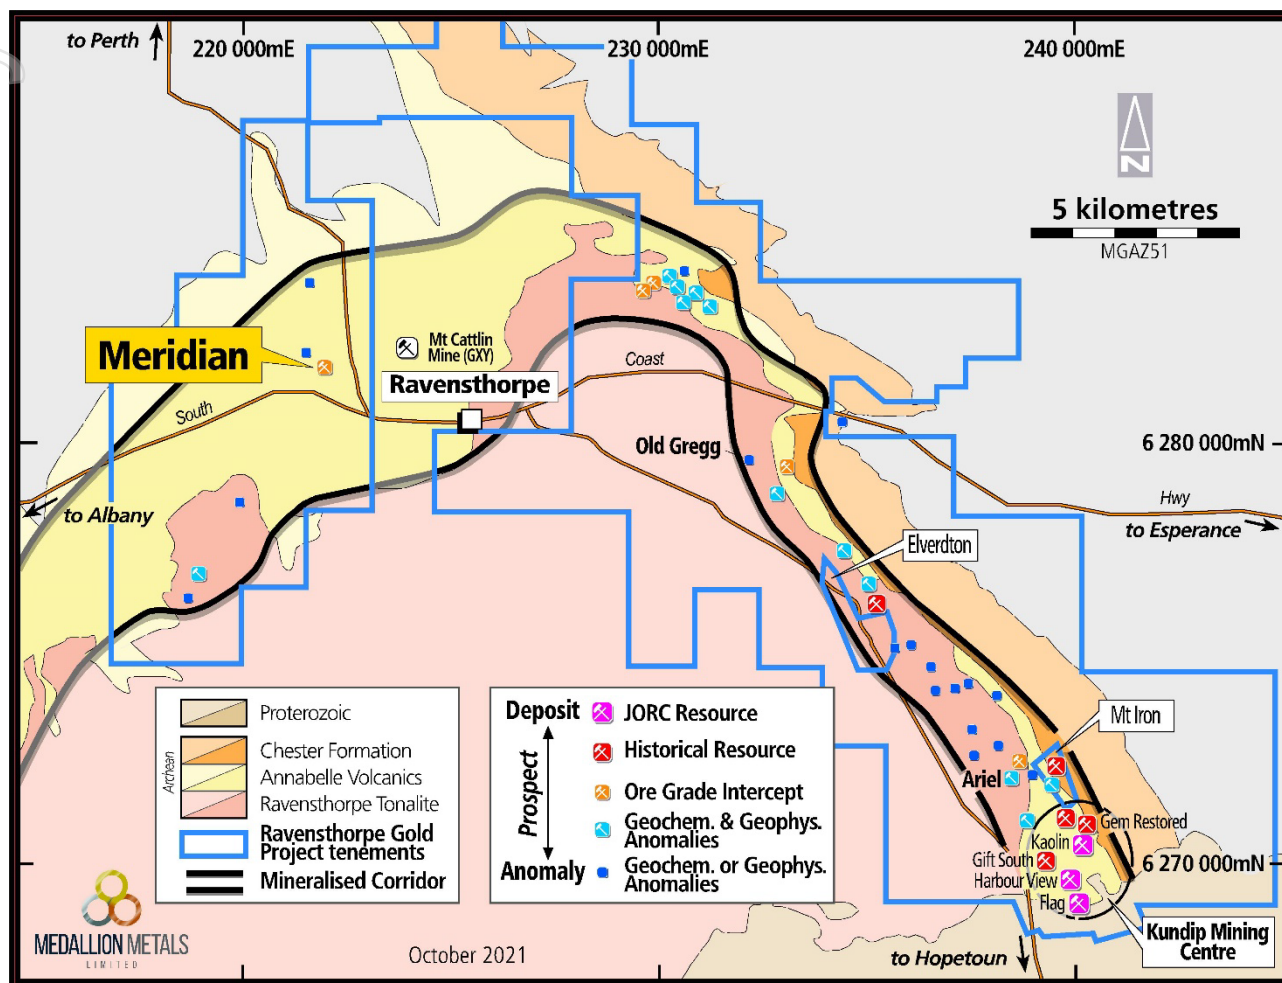 to Perth
220 000mE
230 000mE
240 000mE
N
5 kilometres
MGAZ51
Meridian
Mt Cattlin
Mine (GXY)
Ravensthorpe
South
Coast
Hwy
Old Gregg
6 280 000mN
to Albany
to Esperance
Elverdton
Mt Iron
Ariel
Gem Restored
Kaolin
Gift South
Harbour View
Flag
6 270 000mN
Kundip Mining
Centre
to Hopetoun
Proterozoic
Archean
Chester Formation
Annabelle Volcanics
Ravensthorpe Tonalite
Ravensthorpe Gold
Project tenements
Mineralised Corridor
Deposit
Prospect
Anomaly
JORC Resource
Historical Resource
Ore Grade Intercept
Geochem. & Geophys.
Anomalies
Geochem. or Geophys.
Anomalies
MEDALLION METALS
LIMITED
October 2021